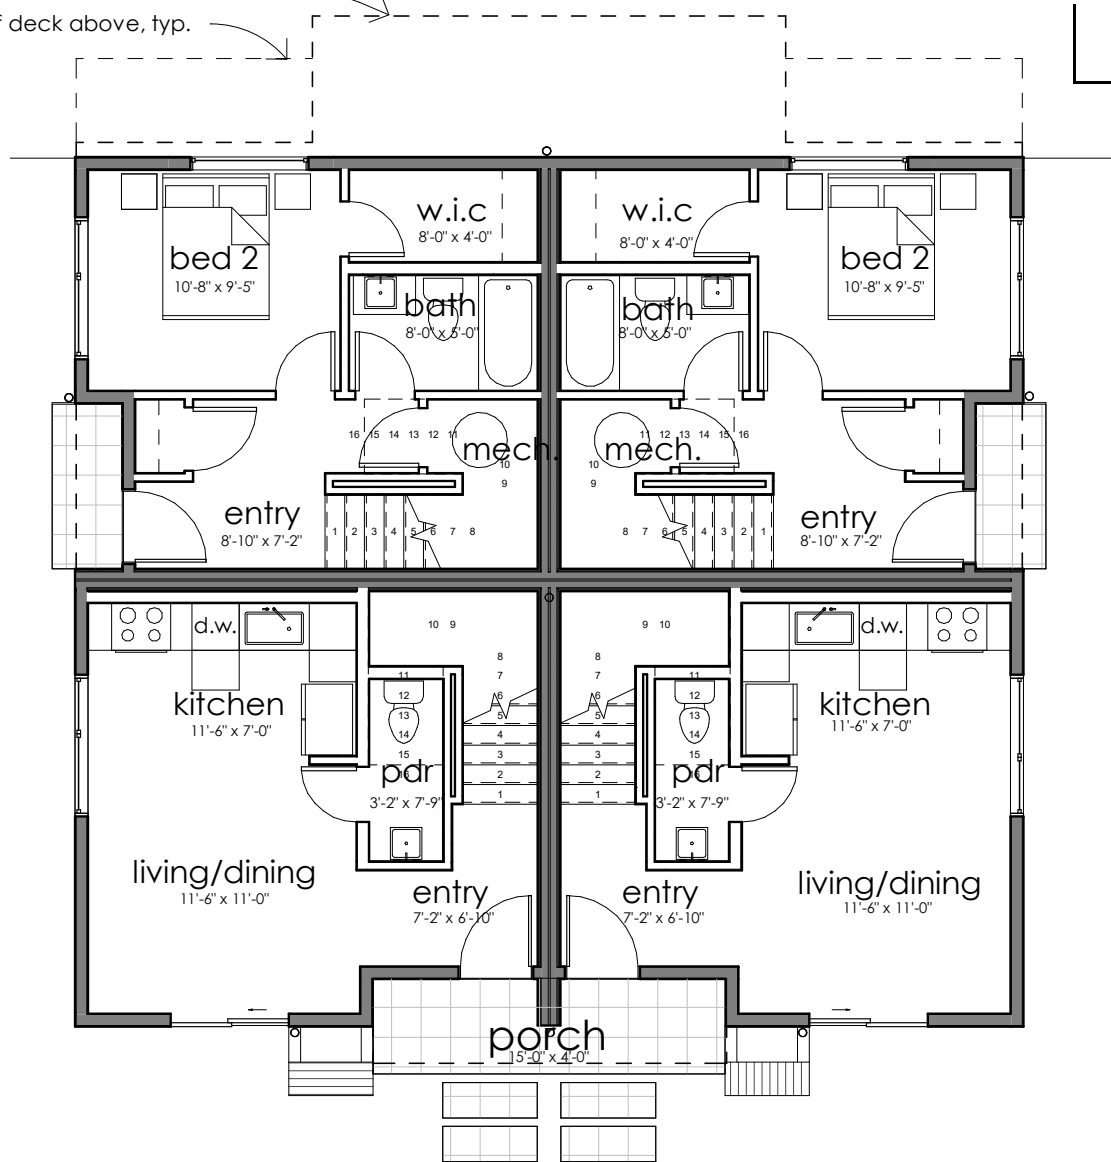 f deck above, typ.
w.i.c
8'-0" x 4'-0"
w.i.c
8'-0" x 4'-0"
bed 2
10'-8" x 9'-5"
bed 2
10'-8" x 9'-5"
bath
8'-0" x 5'-0"
bath
8'-0" x 5'-0"
16 15 14 13 12 11
mech.
10
9
11 12 13 14 15 16
mech.
10
9
entry
8'-10" x 7'-2"
1 2 3 4 5 6 7 8
8 7 6 5 4 3 2 1
entry
8'-10" x 7'-2"
d.w.
10 9
9 10
d.w.
kitchen
11'-6" x 7'-0"
8
7
6
5
4
3
2
1
11
12
13
14
15
16
pdr
3'-2" x 7'-9"
8
7
6
5
4
3
2
1
11
12
13
14
15
16
pdr
3'-2" x 7'-9"
kitchen
11'-6" x 7'-0"
living/dining
11'-6" x 11'-0"
entry
7'-2" x 6'-10"
entry
7'-2" x 6'-10"
living/dining
11'-6" x 11'-0"
porch
15'-0" x 4'-0"